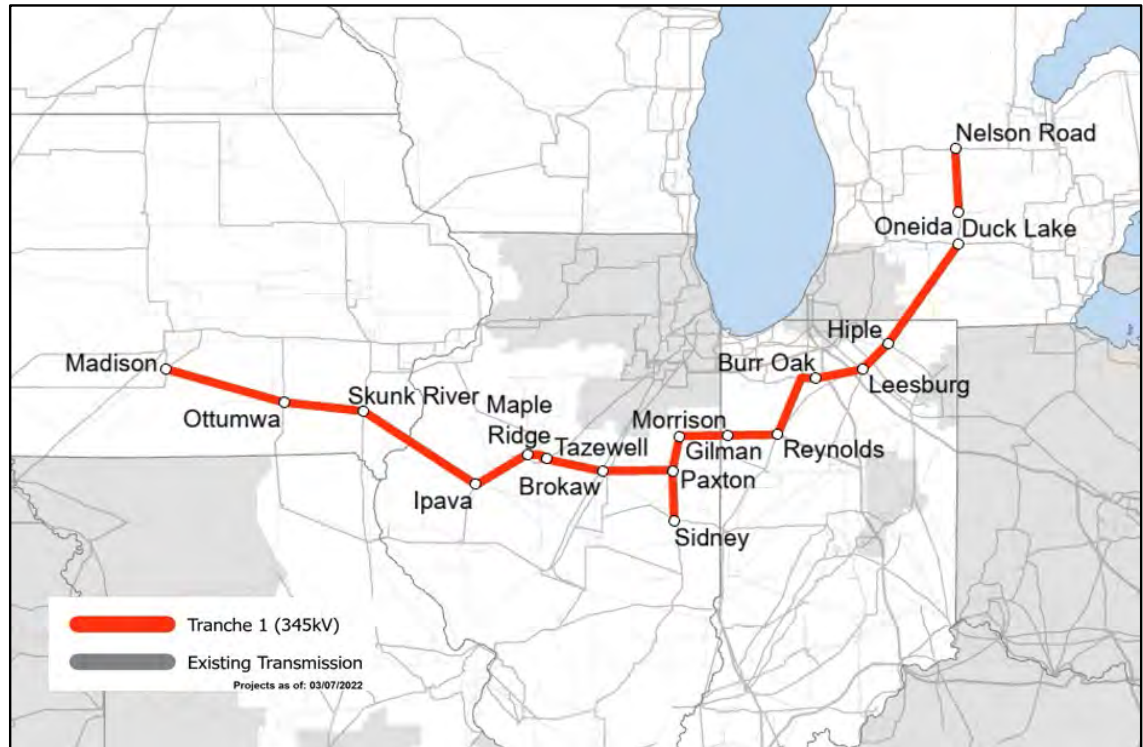 Nelson Road
Oneida
Duck Lake
Hiple
Burr Oak
Leesburg
Madison
Skunk River
Ottumwa
Maple
Ridge
Tazewell
Morrison
Gilman
Reynolds
Ipava
Brokaw
Paxton
Sidney
Tranche 1 (345kV)
Existing Transmission
Projects as of: 03/07/2022